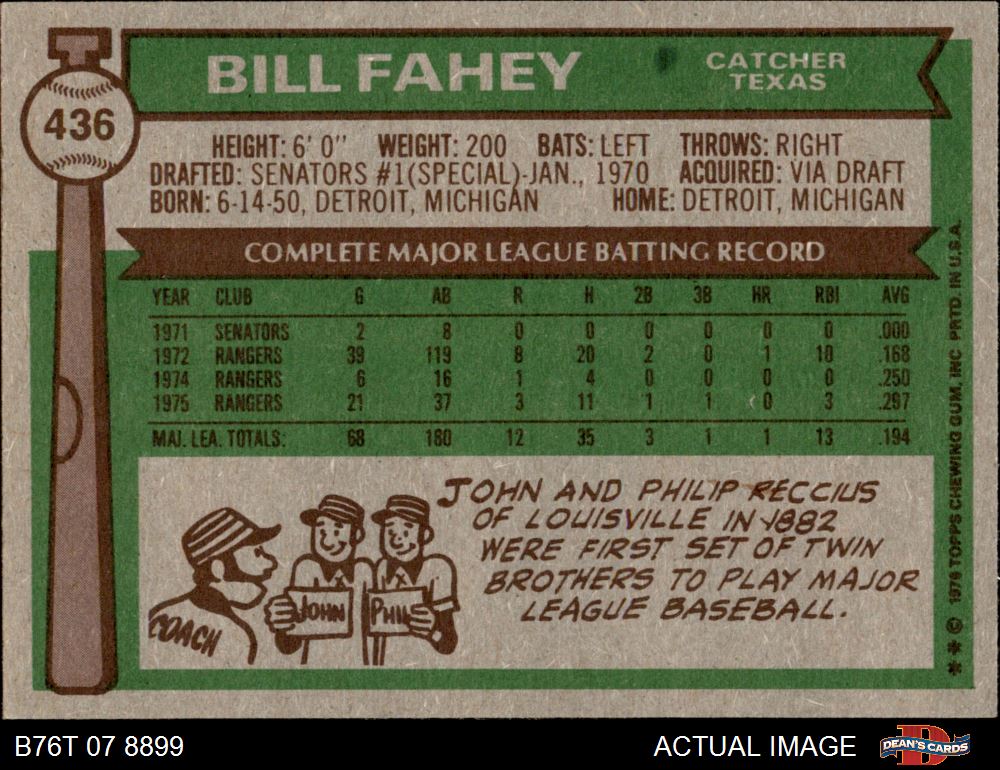 BILL FAHEY
CATCHER
TEXAS
436
HEIGHT: 6' 0" WEIGHT: 200 BATS: LEFT THROWS: RIGHT
DRAFTED: SENATORS #1(SPECIAL)-JAN., 1970 ACQUIRED: VIA DRAFT
BORN: 6-14-50, DETROIT, MICHIGAN HOME: DETROIT, MICHIGAN
COMPLETE MAJOR LEAGUE BATTING RECORD
YEAR CLUB G AB R H 2B 3B HR RBI AVG
1971 SENATORS 2 8 0 0 0 0 0 0 .000
1972 RANGERS 39 119 8 20 2 0 1 10 .168
1974 RANGERS 6 16 1 4 0 0 0 0 .250
1975 RANGERS 21 37 3 11 1 1 0 3 .297
MAJ. LEA. TOTALS: 68 180 12 35 3 1 1 13 .194
JOHN AND PHILIP RECCIUS
OF LOUISVILLE IN 1882
WERE FIRST SET OF TWIN
BROTHERS TO PLAY MAJOR
LEAGUE BASEBALL.
COACH
JOHN
PHIL
* * © 1976 TOPPS CHEWING GUM, INC PRTD. IN U.S.A.
B76T 07 8899
ACTUAL IMAGE
DEAN'S CARDS